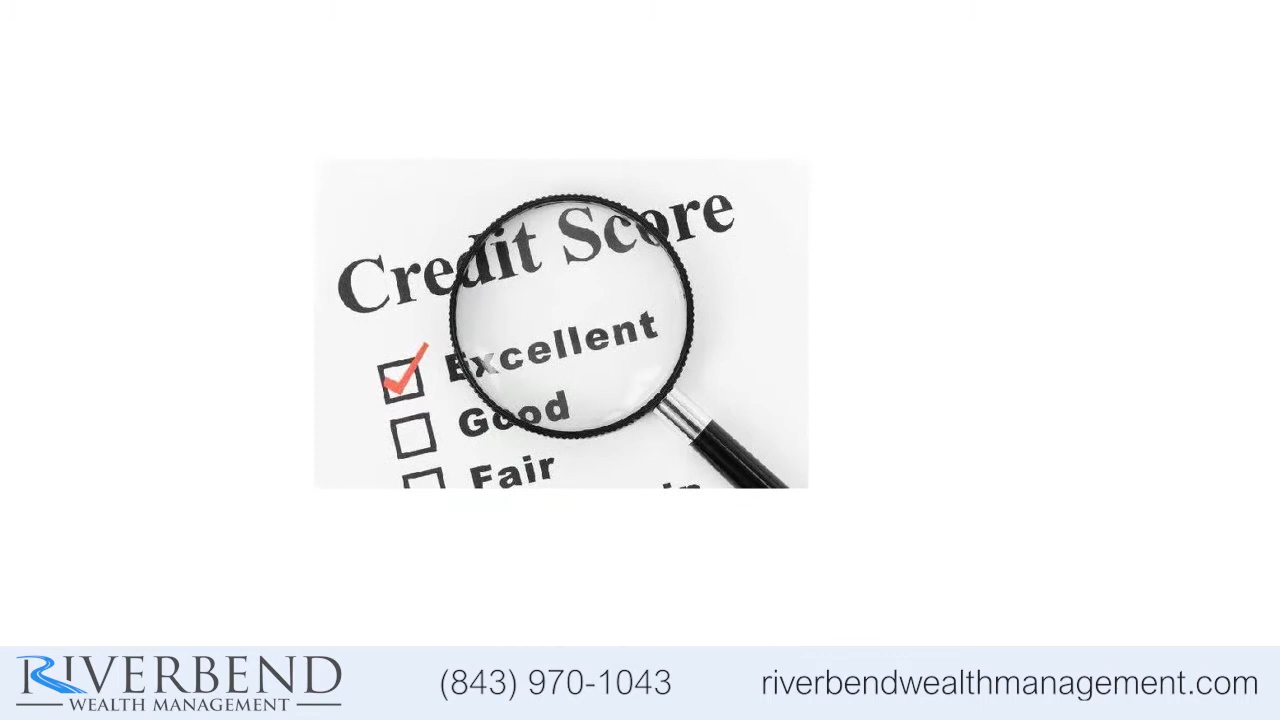 Credit Score
Excellent
Good
Fair
RIVERBEND
WEALTH MANAGEMENT
(843) 970-1043
riverbendwealthmanagement.com